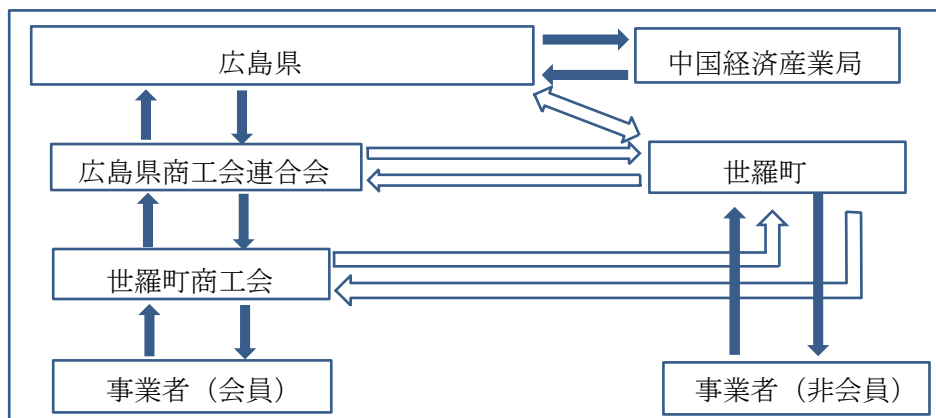 広島県
中国経済産業局
広島県商工会連合会
世羅町
世羅町商工会
事業者（会員）
事業者（非会員）